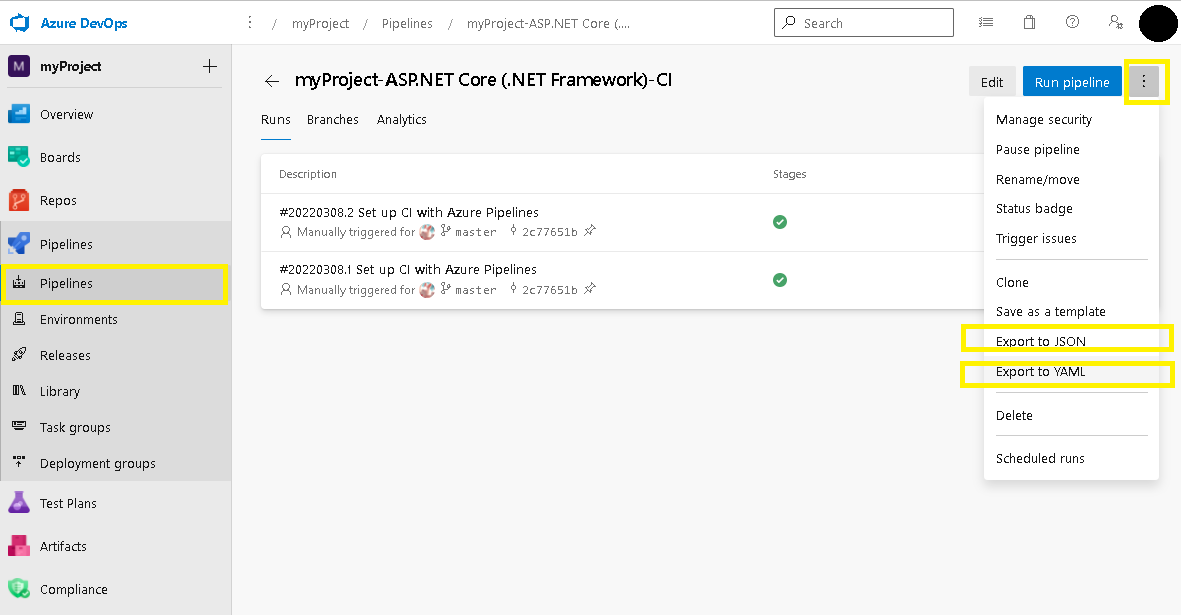 Azure DevOps
/ myProject / Pipelines / myProject-ASP.NET Core (....
Search
M myProject
Overview
Boards
Repos
Pipelines
Pipelines
Environments
Releases
Library
Task groups
Deployment groups
Test Plans
Artifacts
Compliance
myProject-ASP.NET Core (.NET Framework)-CI
Edit
Run pipeline
Runs Branches Analytics
Description Stages
#20220308.2 Set up CI with Azure Pipelines
Manually triggered for master 2c77651b
#20220308.1 Set up CI with Azure Pipelines
Manually triggered for master 2c77651b
Manage security
Pause pipeline
Rename/move
Status badge
Trigger issues
Clone
Save as a template
Export to JSON
Export to YAML
Delete
Scheduled runs